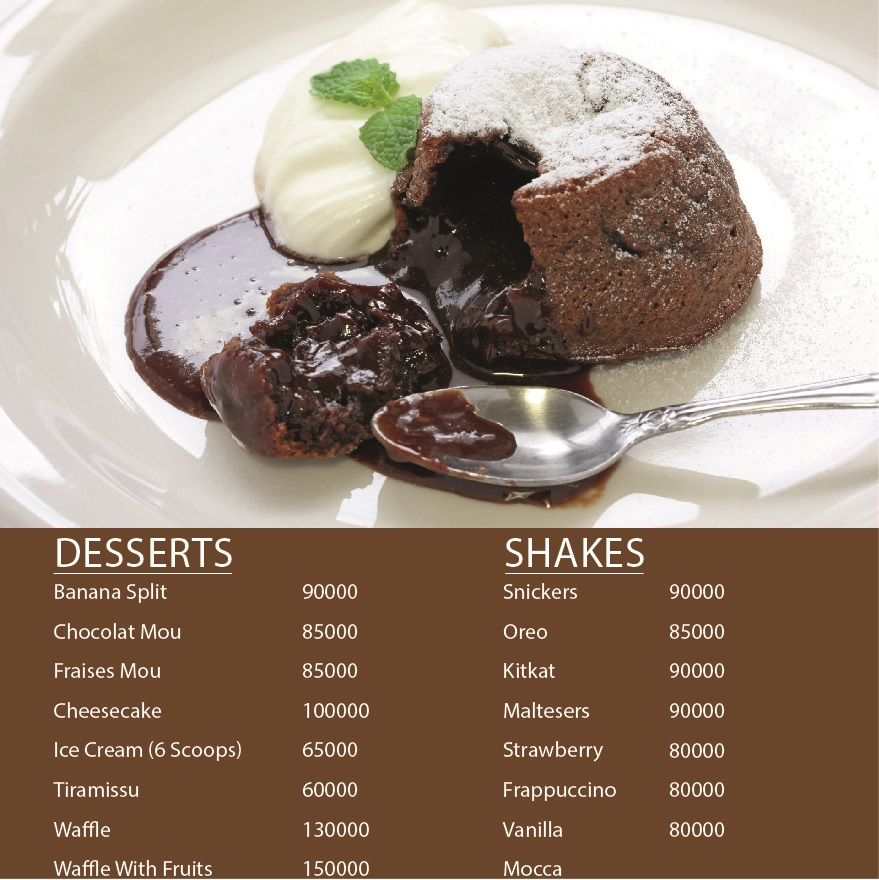 DESSERTS
Banana Split 90000
Chocolat Mou 85000
Fraises Mou 85000
Cheesecake 100000
Ice Cream (6 Scoops) 65000
Tiramissu 60000
Waffle 130000
Waffle With Fruits 150000
SHAKES
Snickers 90000
Oreo 85000
Kitkat 90000
Maltesers 90000
Strawberry 80000
Frappuccino 80000
Vanilla 80000
Mocca